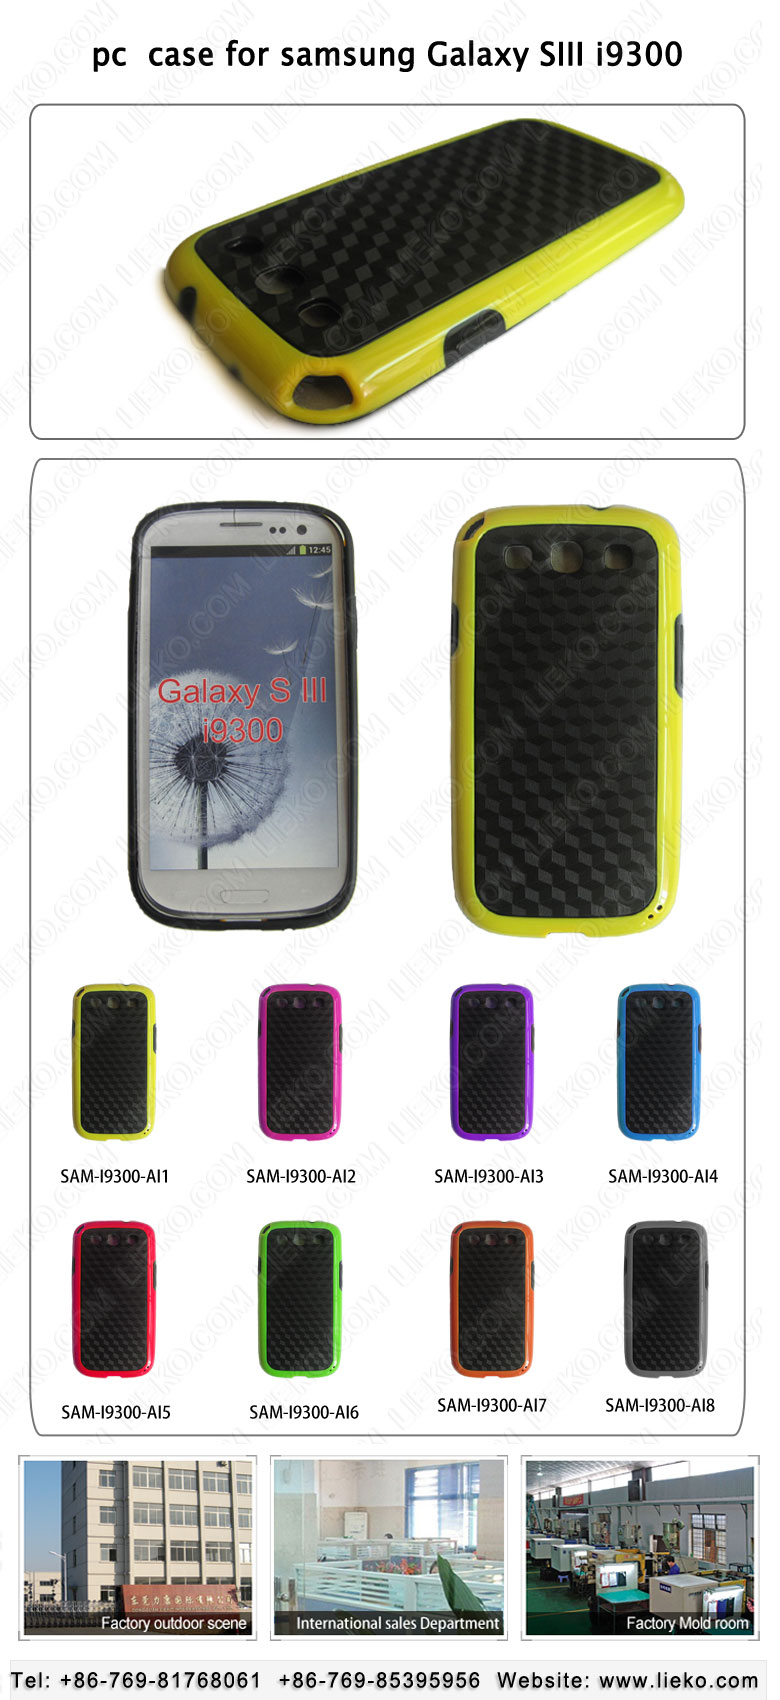 pc case for samsung Galaxy SIII i9300
LIEKO.COM
12:45
Galaxy S III
i9300
SAM-I9300-AI1
SAM-I9300-AI2
SAM-I9300-AI3
SAM-I9300-AI4
SAM-I9300-AI5
SAM-I9300-AI6
SAM-I9300-AI7
SAM-I9300-AI8
Factory outdoor scene
International sales Department
Factory Mold room
Tel: +86-769-81768061 +86-769-85395956 Website: www.lieko.com